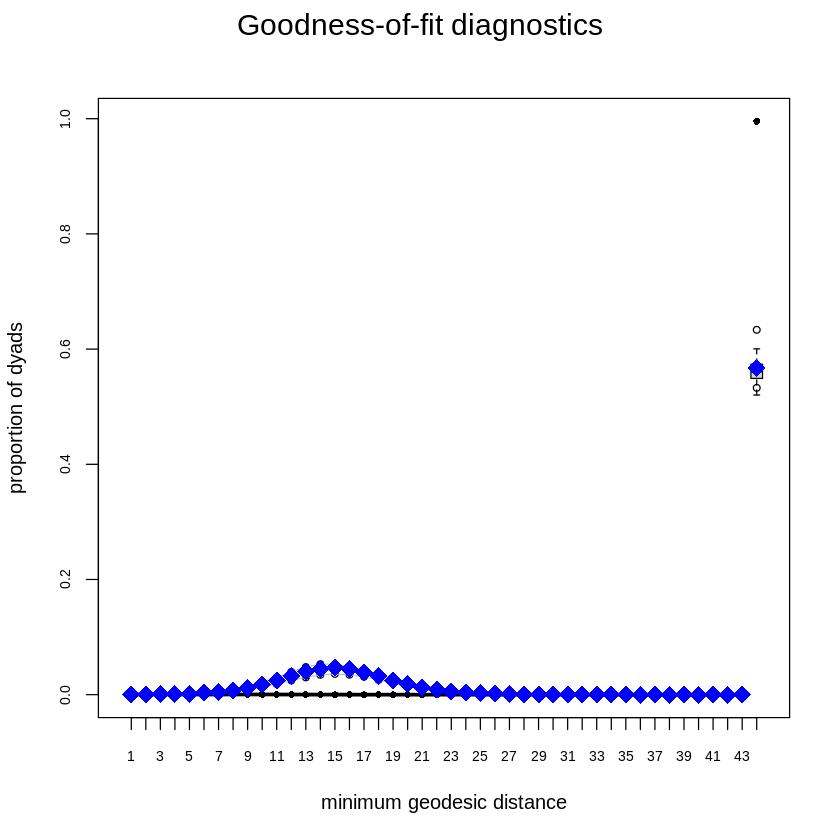 Goodness-of-fit diagnostics
proportion of dyads
1.0
0.8
0.6
0.4
0.2
0.0
1 3 5 7 9 11 13 15 17 19 21 23 25 27 29 31 33 35 37 39 41 43
minimum geodesic distance